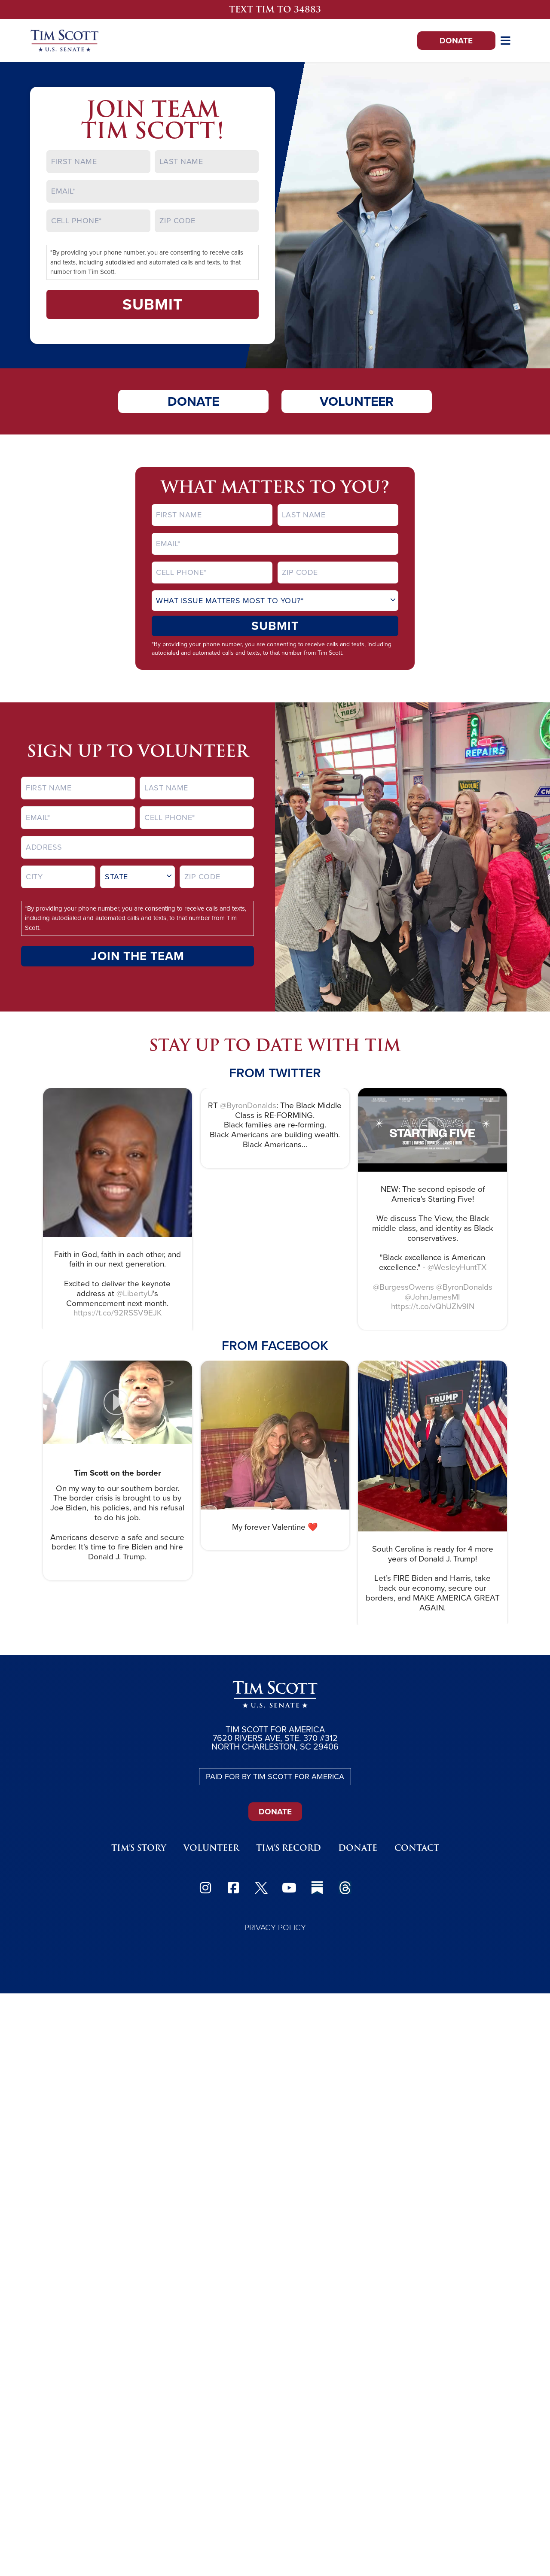 TEXT TIM TO 34883
TIM SCOTT
★ U.S. SENATE ★
DONATE
JOIN TEAM
TIM SCOTT!
FIRST NAME
LAST NAME
EMAIL*
CELL PHONE*
ZIP CODE
*By providing your phone number, you are consenting to receive calls
and texts, including autodialed and automated calls and texts, to that
number from Tim Scott.
SUBMIT
DONATE
VOLUNTEER
WHAT MATTERS TO YOU?
FIRST NAME
LAST NAME
EMAIL*
CELL PHONE*
ZIP CODE
WHAT ISSUE MATTERS MOST TO YOU?*
SUBMIT
*By providing your phone number, you are consenting to receive calls and texts, including
autodialed and automated calls and texts, to that number from Tim Scott.
SIGN UP TO VOLUNTEER
FIRST NAME
LAST NAME
EMAIL*
CELL PHONE*
ADDRESS
CITY
STATE
ZIP CODE
*By providing your phone number, you are consenting to receive calls and texts,
including autodialed and automated calls and texts, to that number from Tim
Scott.
JOIN THE TEAM
TIRES
CAR
REPAIRS
STAY UP TO DATE WITH TIM
FROM TWITTER
Faith in God, faith in each other, and
faith in our next generation.
Excited to deliver the keynote
address at @LibertyU's
Commencement next month.
https://t.co/92RSSV9EJK
RT @ByronDonalds: The Black Middle
Class is RE-FORMING.
Black families are re-forming.
Black Americans are building wealth.
Black Americans...
AMERICA'S
STARTING FIVE
NEW: The second episode of
America's Starting Five!
We discuss The View, the Black
middle class, and identity as Black
conservatives.
"Black excellence is American
excellence." - @WesleyHuntTX
@BurgessOwens @ByronDonalds
@JohnJamesMI
https://t.co/vQhUZlv9IN
FROM FACEBOOK
Tim Scott on the border
On my way to our southern border.
The border crisis is brought to us by
Joe Biden, his policies, and his refusal
to do his job.
Americans deserve a safe and secure
border. It's time to fire Biden and hire
Donald J. Trump.
My forever Valentine ❤️
TRUMP
South Carolina is ready for 4 more
years of Donald J. Trump!
Let's FIRE Biden and Harris, take
back our economy, secure our
borders, and MAKE AMERICA GREAT
AGAIN.
TIM SCOTT
★ U.S. SENATE ★
TIM SCOTT FOR AMERICA
7620 RIVERS AVE, STE. 370 #312
NORTH CHARLESTON, SC 29406
PAID FOR BY TIM SCOTT FOR AMERICA
DONATE
TIM'S STORY
VOLUNTEER
TIM'S RECORD
DONATE
CONTACT
PRIVACY POLICY